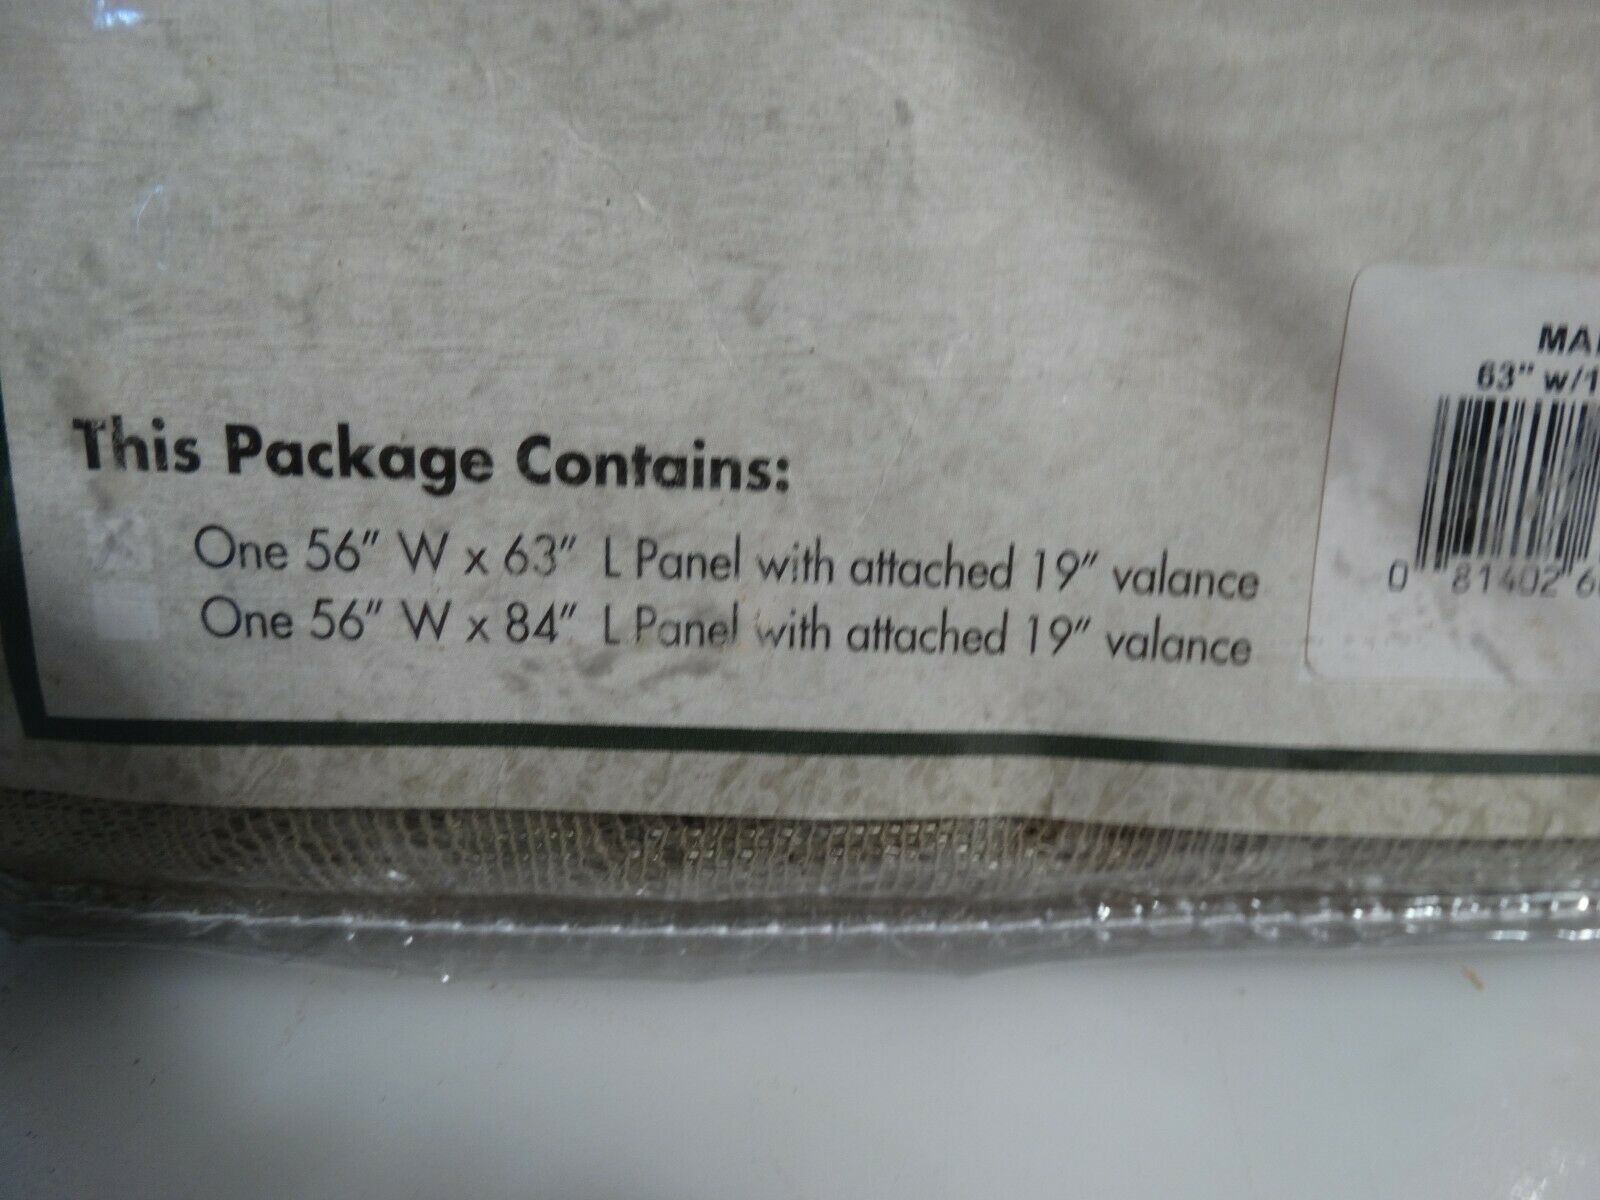 This Package Contains:
One 56" W x 63" L Panel with attached 19" valance
One 56" W x 84" L Panel with attached 19" valance
63" w/1
0 81402